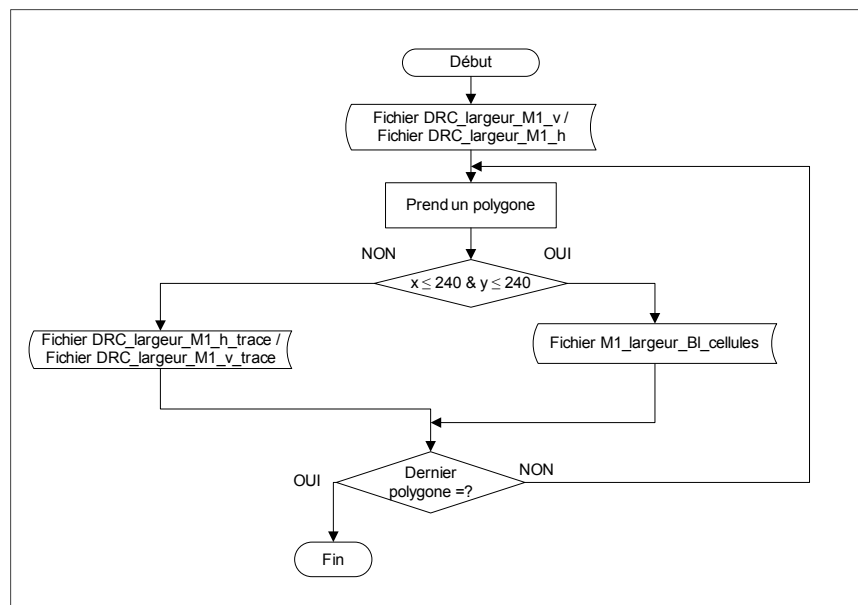 Début
Fichier DRC_largeur_M1_v /
Fichier DRC_largeur_M1_h
Prend un polygone
NON
OUI
x ≤ 240 & y ≤ 240
Fichier DRC_largeur_M1_h_trace /
Fichier DRC_largeur_M1_v_trace
Fichier M1_largeur_BI_cellules
Dernier
polygone =?
OUI
NON
Fin